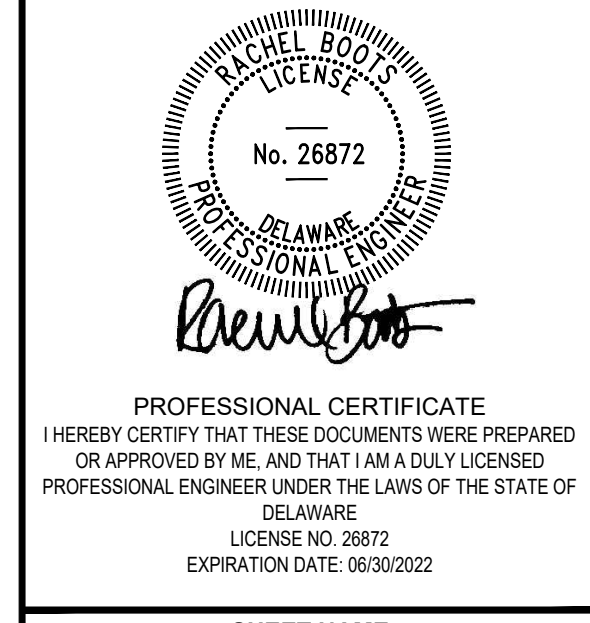 RACHEL BOOTS
LICENSE
No. 26872
DELAWARE
PROFESSIONAL ENGINEER
Rachel Boots
PROFESSIONAL CERTIFICATE
I HEREBY CERTIFY THAT THESE DOCUMENTS WERE PREPARED
OR APPROVED BY ME, AND THAT I AM A DULY LICENSED
PROFESSIONAL ENGINEER UNDER THE LAWS OF THE STATE OF
DELAWARE
LICENSE NO. 26872
EXPIRATION DATE: 06/30/2022